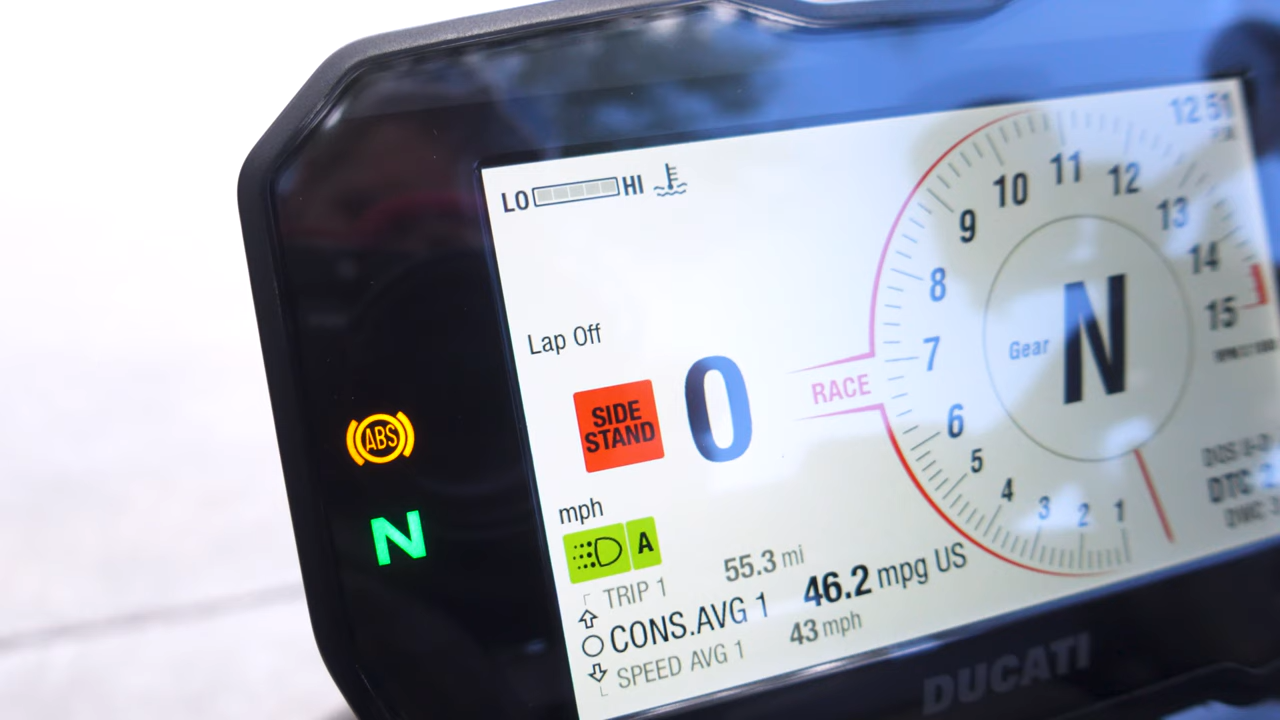 12:51
LO HI
11
10
12
9
13
8
14
15
Lap Off
7
Gear N
RACE
SIDE
STAND
0
6
5
4
3
2
1
ABS
N
mph
A
DTC
TRIP 1 55.3 mi
CONS.AVG 1 46.2 mpg US
SPEED AVG 1 43 mph
DUCATI